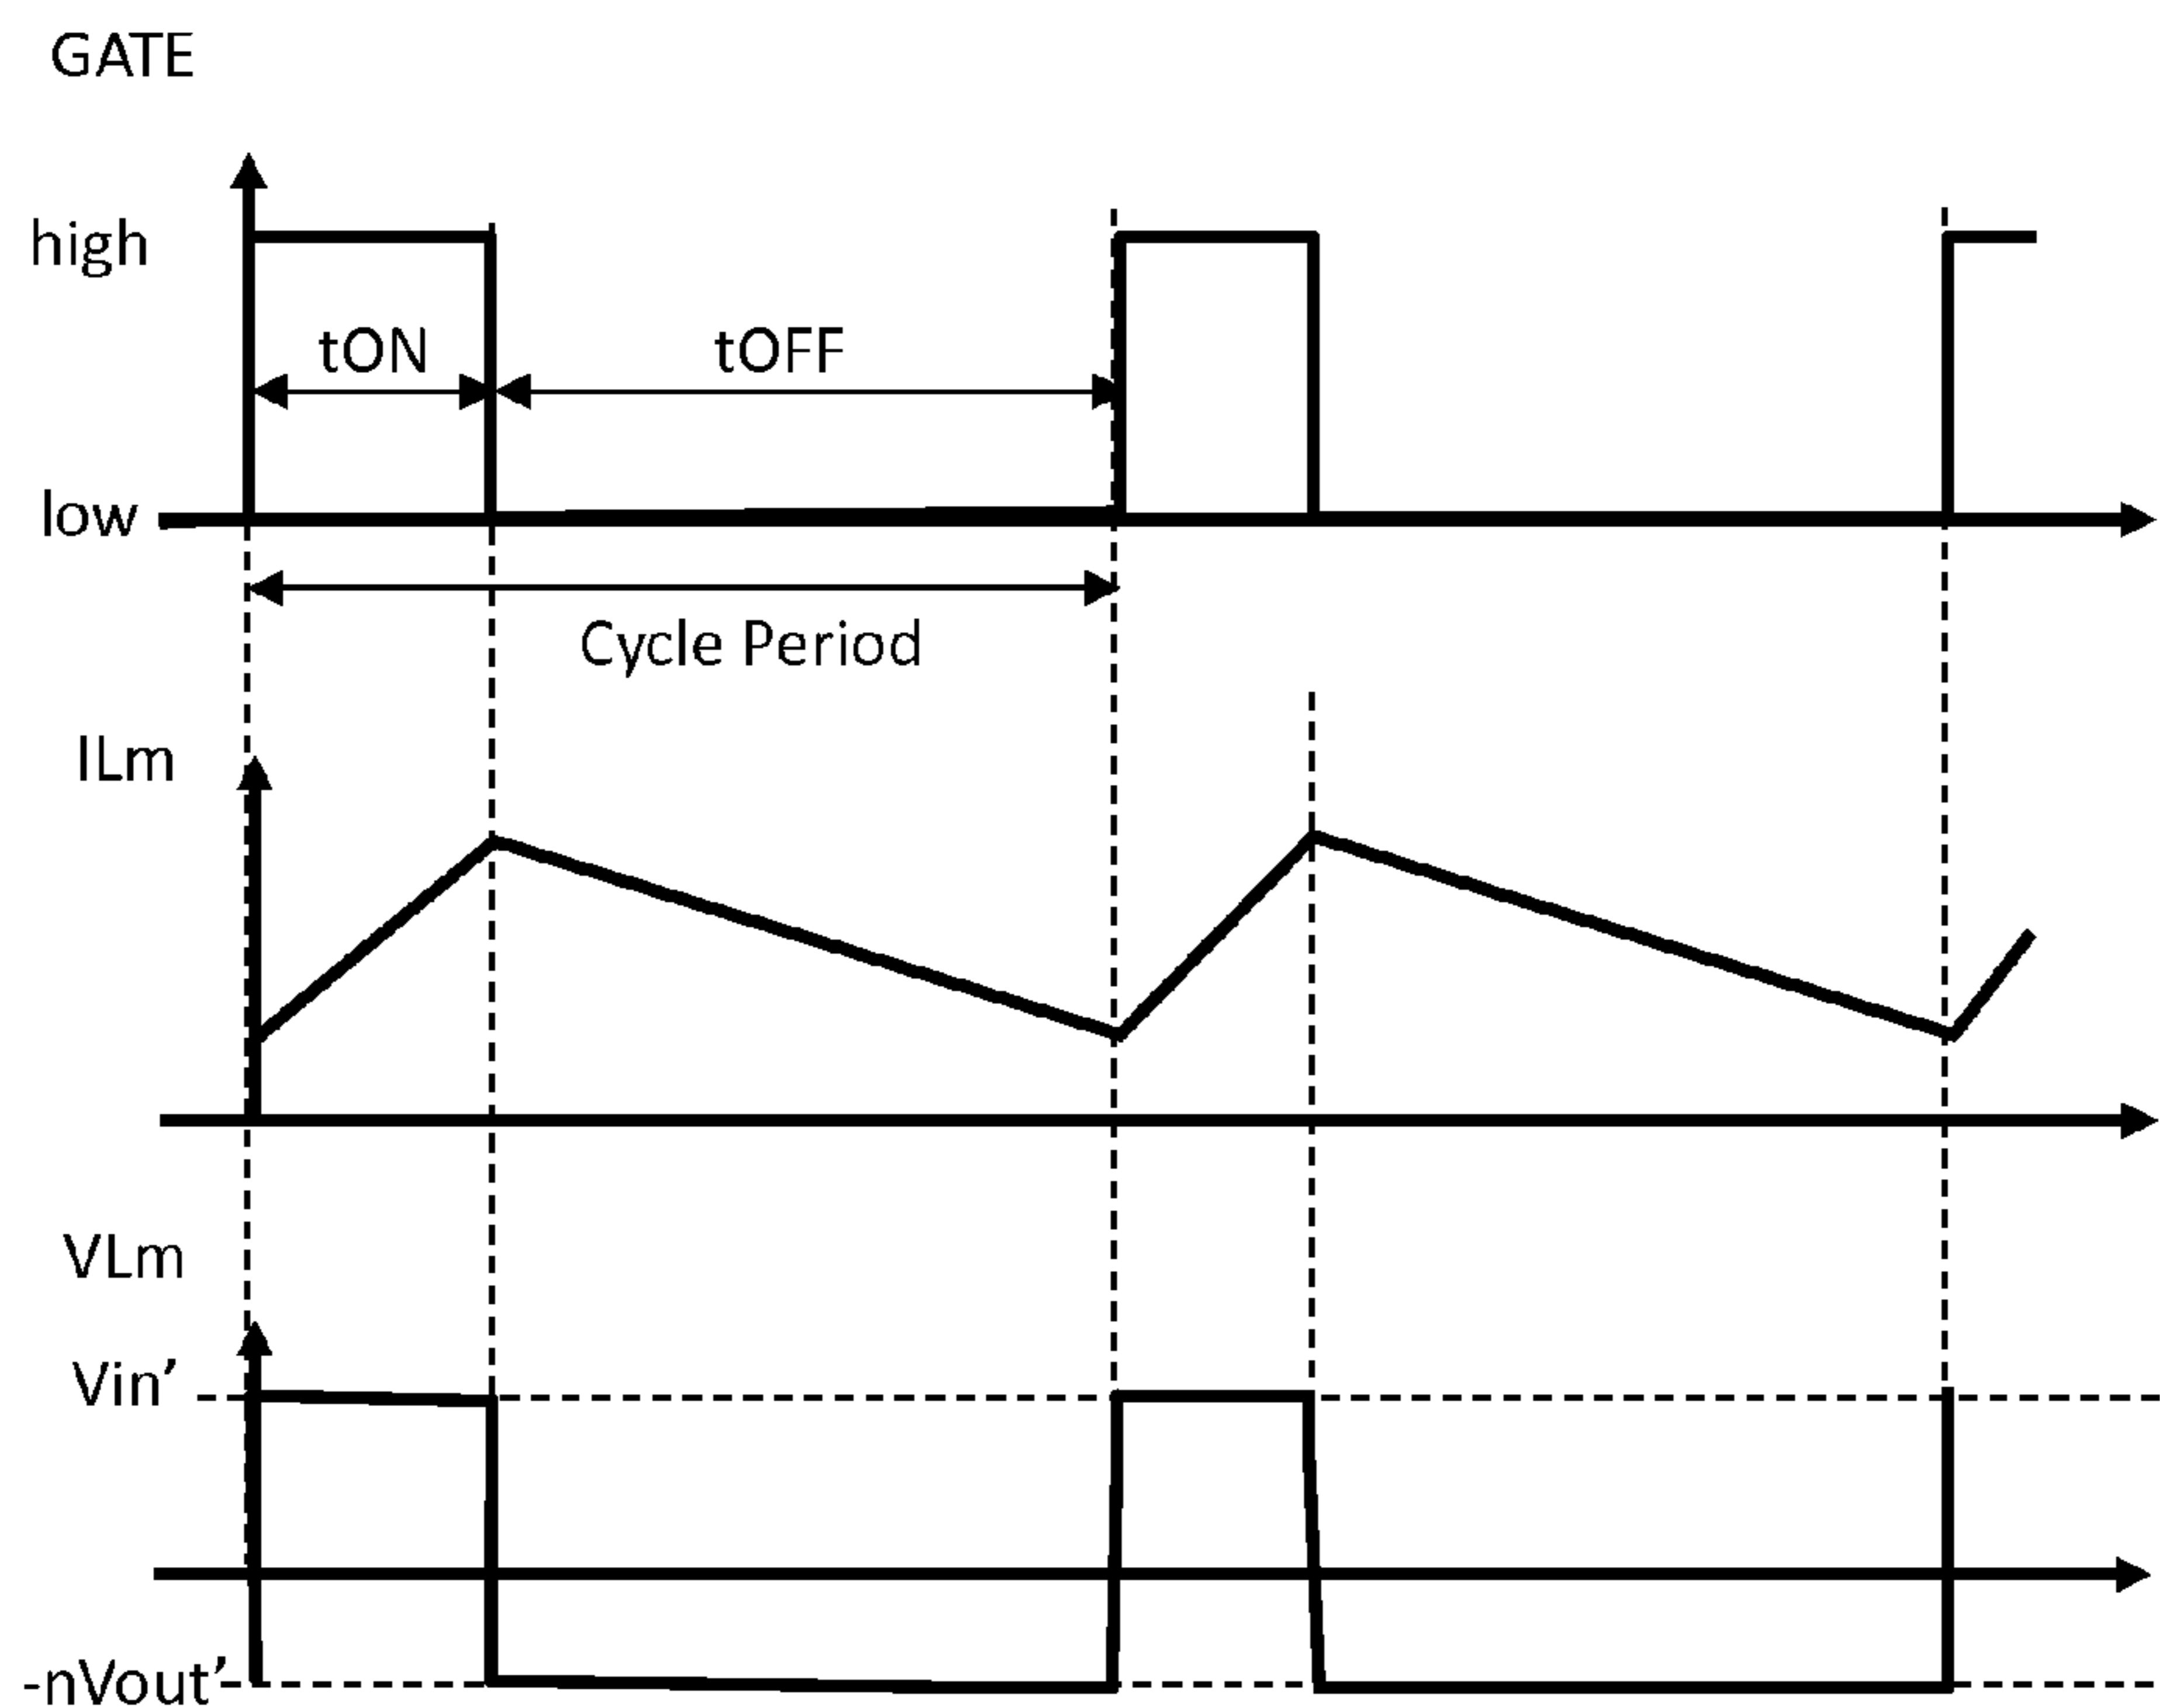 GATE
high
tON
tOFF
low
Cycle Period
ILm
VLm
Vin’
-nVout’